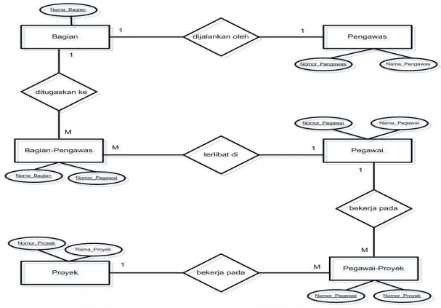 Nama_Bagian
Bagian
1
dijalankan oleh
1
Pengawas
1
Nomor_Pengawas
Nama_Pengawas
ditugaskan ke
M
Nomor_Pegawai
Nama_Pegawai
Bagian-Pengawas
M
terlibat di
1
Pegawai
Nama_Bagian
Nomor_Pegawai
1
bekerja pada
Nomor_Proyek
Nama_Proyek
M
Proyek
1
bekerja pada
M
Pegawai-Proyek
Nomor_Pegawai
Nomor_Proyek